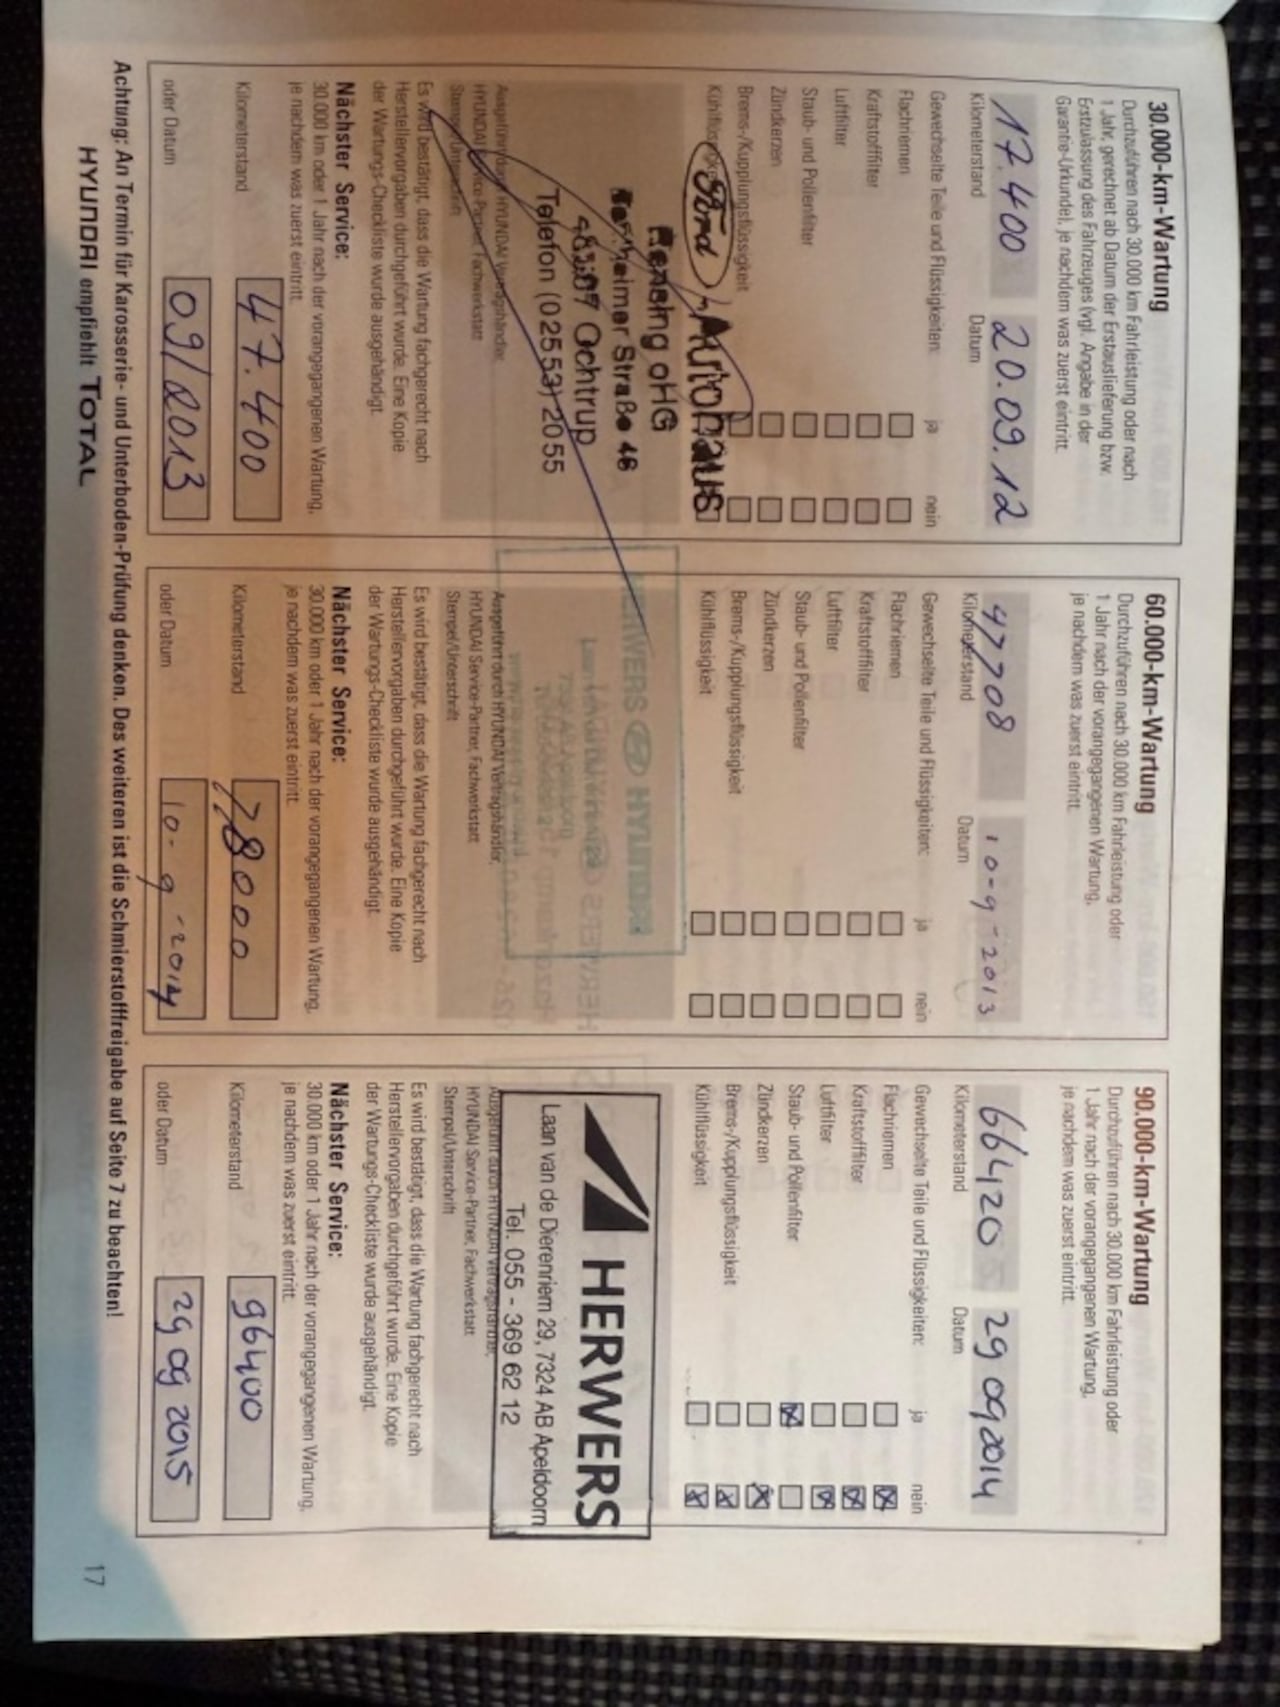 30.000-km-Wartung
Durchzuführen nach 30.000 km Fahrleistung oder nach
1 Jahr, gerechnet ab Datum der Erstauslieferung bzw.
Erstzulassung des Fahrzeuges (vgl. Angabe in der
Garantie-Urkunde), je nachdem was zuerst eintritt.
17.400 20.09.12
Kilometerstand Datum
Gewechselte Teile und Flüssigkeiten: ja nein
Flachriemen
Kraftstofffilter
Luftfilter
Staub- und Pollenfilter
Zündkerzen
Brems-/Kupplungsflüssigkeit
Kühlflüssigkeit
Ford Autohaus
Rensing oHG
Straße 46
48607 Ochtrup
Telefon (02553) 2055
Ausgeführt durch HYUNDAI Vertragshändler,
HYUNDAI Service-Partner, Fachwerkstatt
Stempel/Unterschrift
Es wird bestätigt, dass die Wartung fachgerecht nach
Herstellervorgaben durchgeführt wurde. Eine Kopie
der Wartungs-Checkliste wurde ausgehändigt.
Nächster Service:
30.000 km oder 1 Jahr nach der vorangegangenen Wartung,
je nachdem was zuerst eintritt.
Kilometerstand 47.400
oder Datum 09/2013
60.000-km-Wartung
Durchzuführen nach 30.000 km Fahrleistung oder
1 Jahr nach der vorangegangenen Wartung,
je nachdem was zuerst eintritt.
47708 10-9-2013
Kilometerstand Datum
Gewechselte Teile und Flüssigkeiten: ja nein
Flachriemen
Kraftstofffilter
Luftfilter
Staub- und Pollenfilter
Zündkerzen
Brems-/Kupplungsflüssigkeit
Kühlflüssigkeit
HERWERS HYUNDAI
Ausgeführt durch HYUNDAI Vertragshändler,
HYUNDAI Service-Partner, Fachwerkstatt
Stempel/Unterschrift
Es wird bestätigt, dass die Wartung fachgerecht nach
Herstellervorgaben durchgeführt wurde. Eine Kopie
der Wartungs-Checkliste wurde ausgehändigt.
Nächster Service:
30.000 km oder 1 Jahr nach der vorangegangenen Wartung,
je nachdem was zuerst eintritt.
Kilometerstand 78000
oder Datum 10-9-2014
90.000-km-Wartung
Durchzuführen nach 30.000 km Fahrleistung oder
1 Jahr nach der vorangegangenen Wartung,
je nachdem was zuerst eintritt.
66420 29 09 2014
Kilometerstand Datum
Gewechselte Teile und Flüssigkeiten: ja nein
Flachriemen
Kraftstofffilter
Luftfilter
Staub- und Pollenfilter
Zündkerzen
Brems-/Kupplungsflüssigkeit
Kühlflüssigkeit
HERWERS
Laan van de Dierenriem 29, 7324 AB Apeldoorn
Tel. 055 - 369 62 12
Ausgeführt durch HYUNDAI Vertragshändler,
HYUNDAI Service-Partner, Fachwerkstatt
Stempel/Unterschrift
Es wird bestätigt, dass die Wartung fachgerecht nach
Herstellervorgaben durchgeführt wurde. Eine Kopie
der Wartungs-Checkliste wurde ausgehändigt.
Nächster Service:
30.000 km oder 1 Jahr nach der vorangegangenen Wartung,
je nachdem was zuerst eintritt.
Kilometerstand 96400
oder Datum 29 09 2015
Achtung: An Termin für Karosserie- und Unterboden-Prüfung denken. Des weiteren ist die Schmierstofffreigabe auf Seite 7 zu beachten!
HYUNDAI empfiehlt TOTAL
17